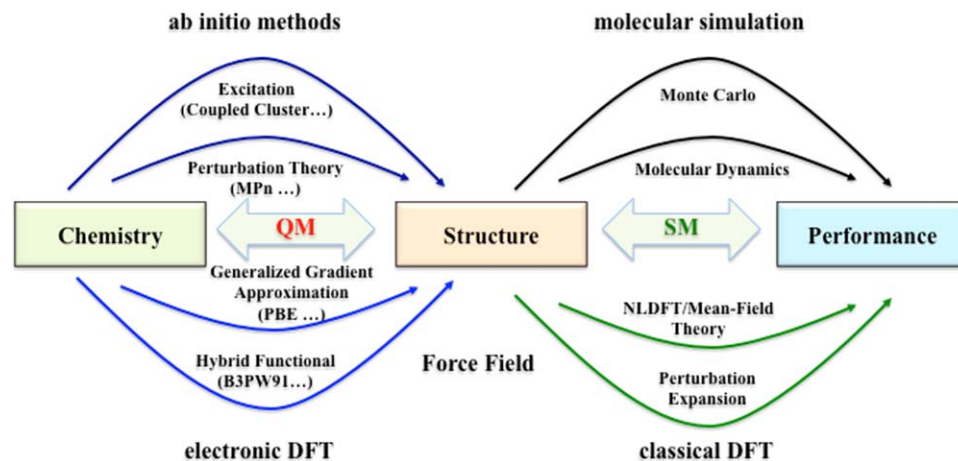 ab initio methods
molecular simulation
Excitation
(Coupled Cluster…)
Monte Carlo
Perturbation Theory
(MPn …)
Molecular Dynamics
Chemistry
QM
Structure
SM
Performance
Generalized Gradient
Approximation
(PBE …)
NLDFT/Mean-Field
Theory
Hybrid Functional
(B3PW91…)
Force Field
Perturbation
Expansion
electronic DFT
classical DFT